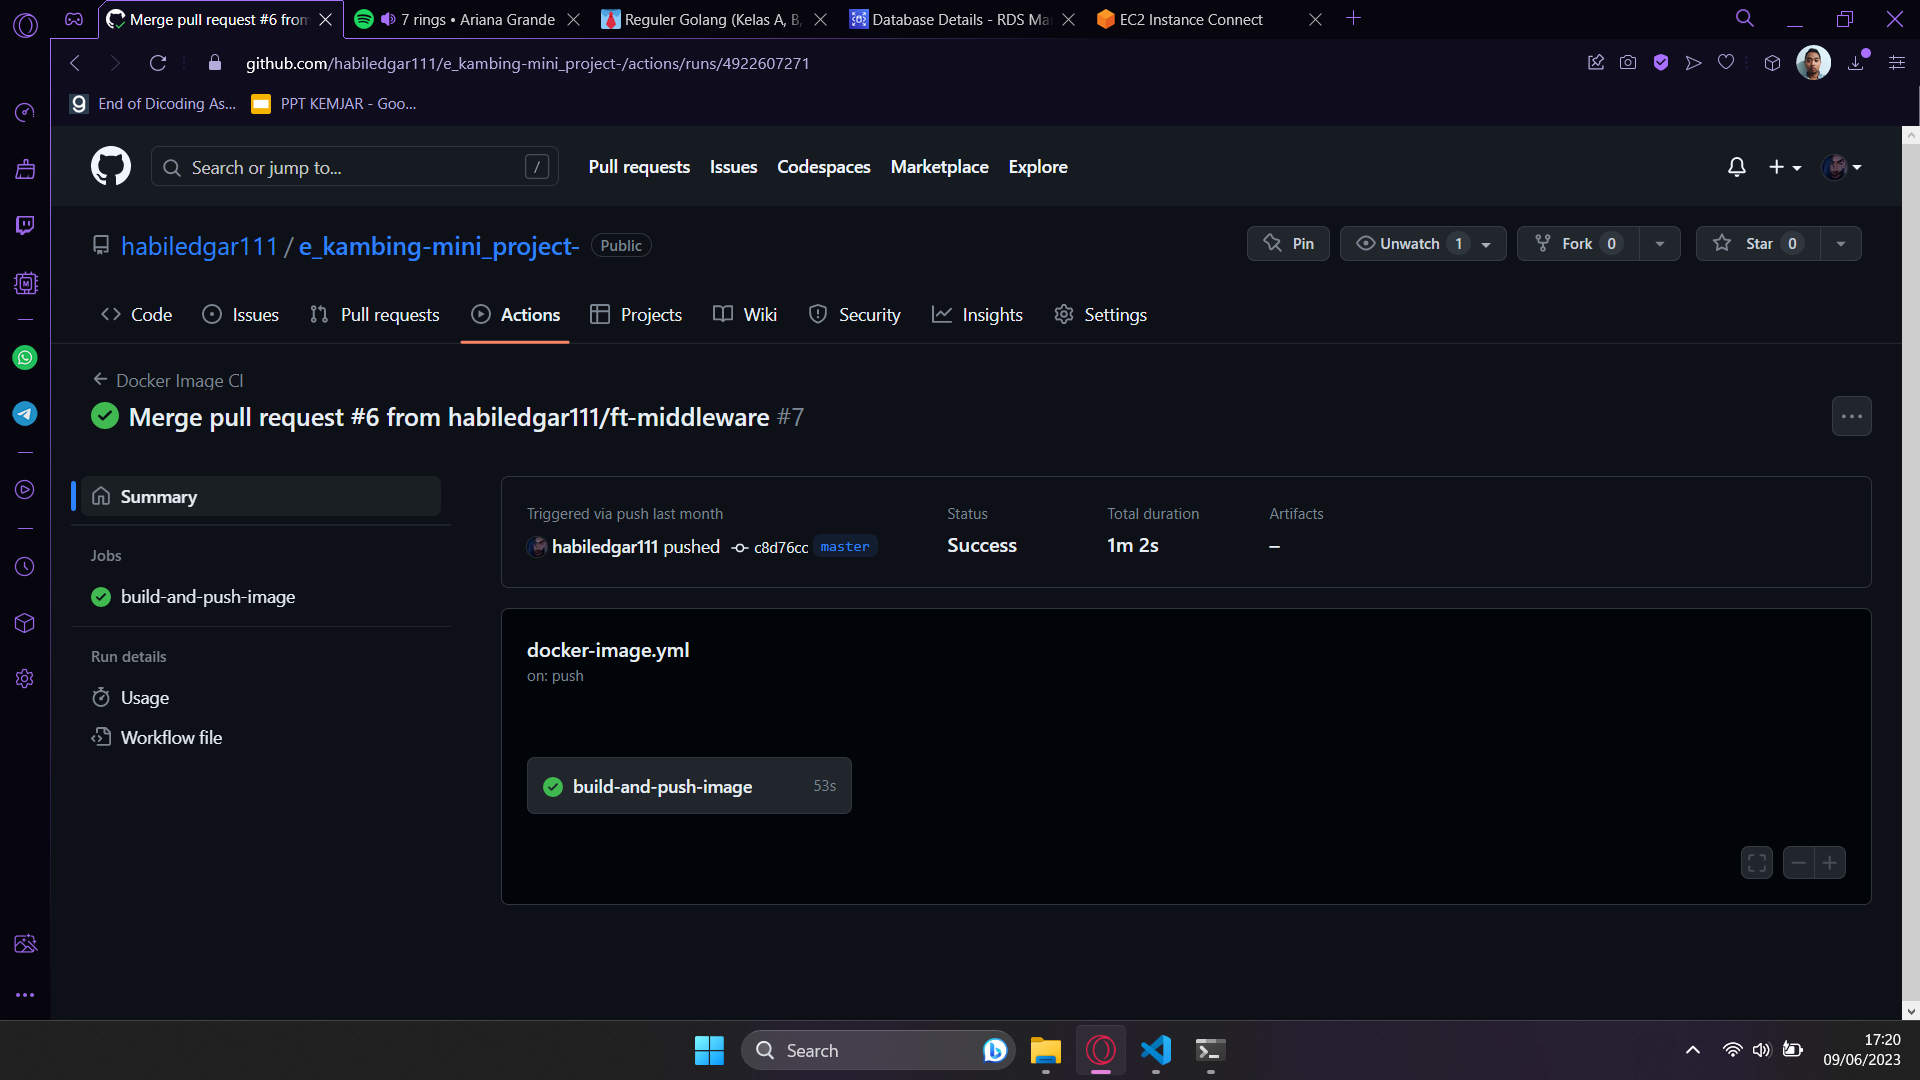 Merge pull request #6 from
7 rings • Ariana Grande
Reguler Golang (Kelas A, B,
Database Details - RDS Ma
EC2 Instance Connect
github.com/habiledgar111/e_kambing-mini_project-/actions/runs/4922607271
End of Dicoding As...
PPT KEMJAR - Goo...
Search or jump to...
/
Pull requests
Issues
Codespaces
Marketplace
Explore
habiledgar111 / e_kambing-mini_project-
Public
Pin
Unwatch 1
Fork 0
Star 0
Code
Issues
Pull requests
Actions
Projects
Wiki
Security
Insights
Settings
Docker Image CI
Merge pull request #6 from habiledgar111/ft-middleware #7
Summary
Jobs
build-and-push-image
Run details
Usage
Workflow file
Triggered via push last month
habiledgar111 pushed c8d76cc master
Status
Success
Total duration
1m 2s
Artifacts
–
docker-image.yml
on: push
build-and-push-image 53s
Search
17:20
09/06/2023